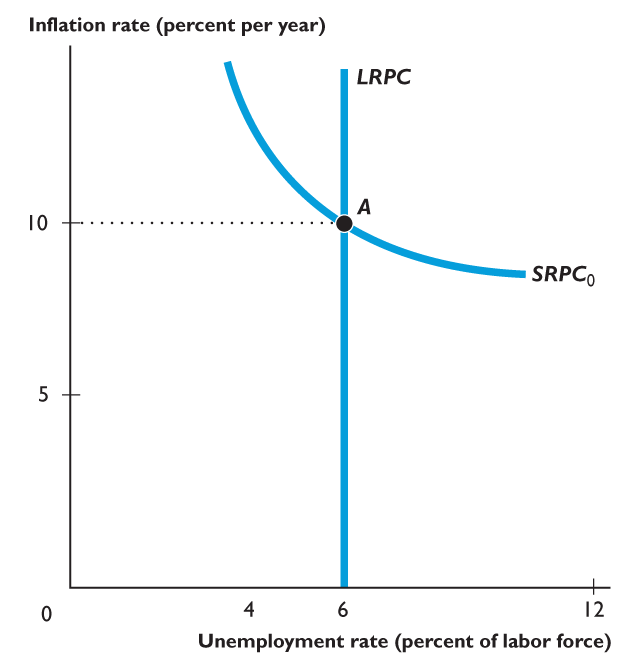 Inflation rate (percent per year)
LRPC
A
10
SRPC0
5
0
4
6
12
Unemployment rate (percent of labor force)